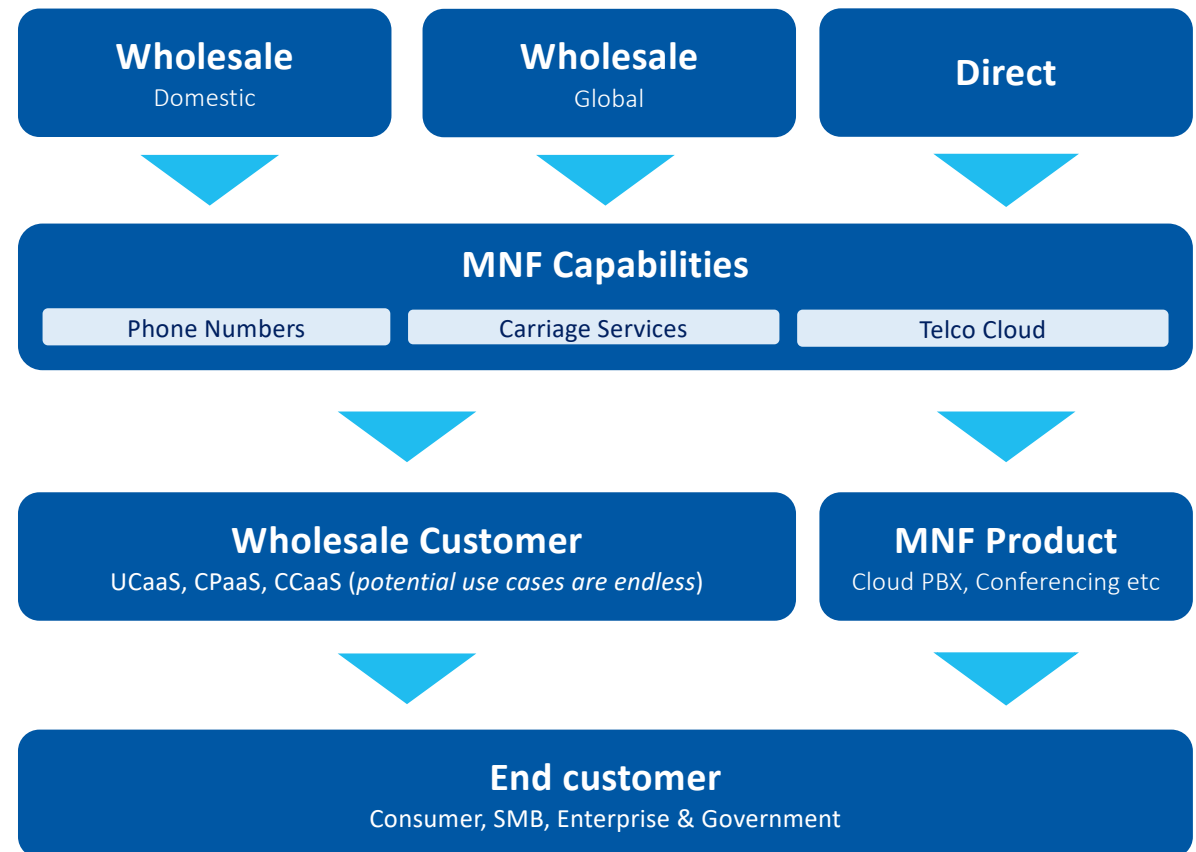 Wholesale
Domestic
Wholesale
Global
Direct
MNF Capabilities
Phone Numbers
Carriage Services
Telco Cloud
Wholesale Customer
UCaaS, CPaaS, CCaaS (potential use cases are endless)
MNF Product
Cloud PBX, Conferencing etc
End customer
Consumer, SMB, Enterprise & Government